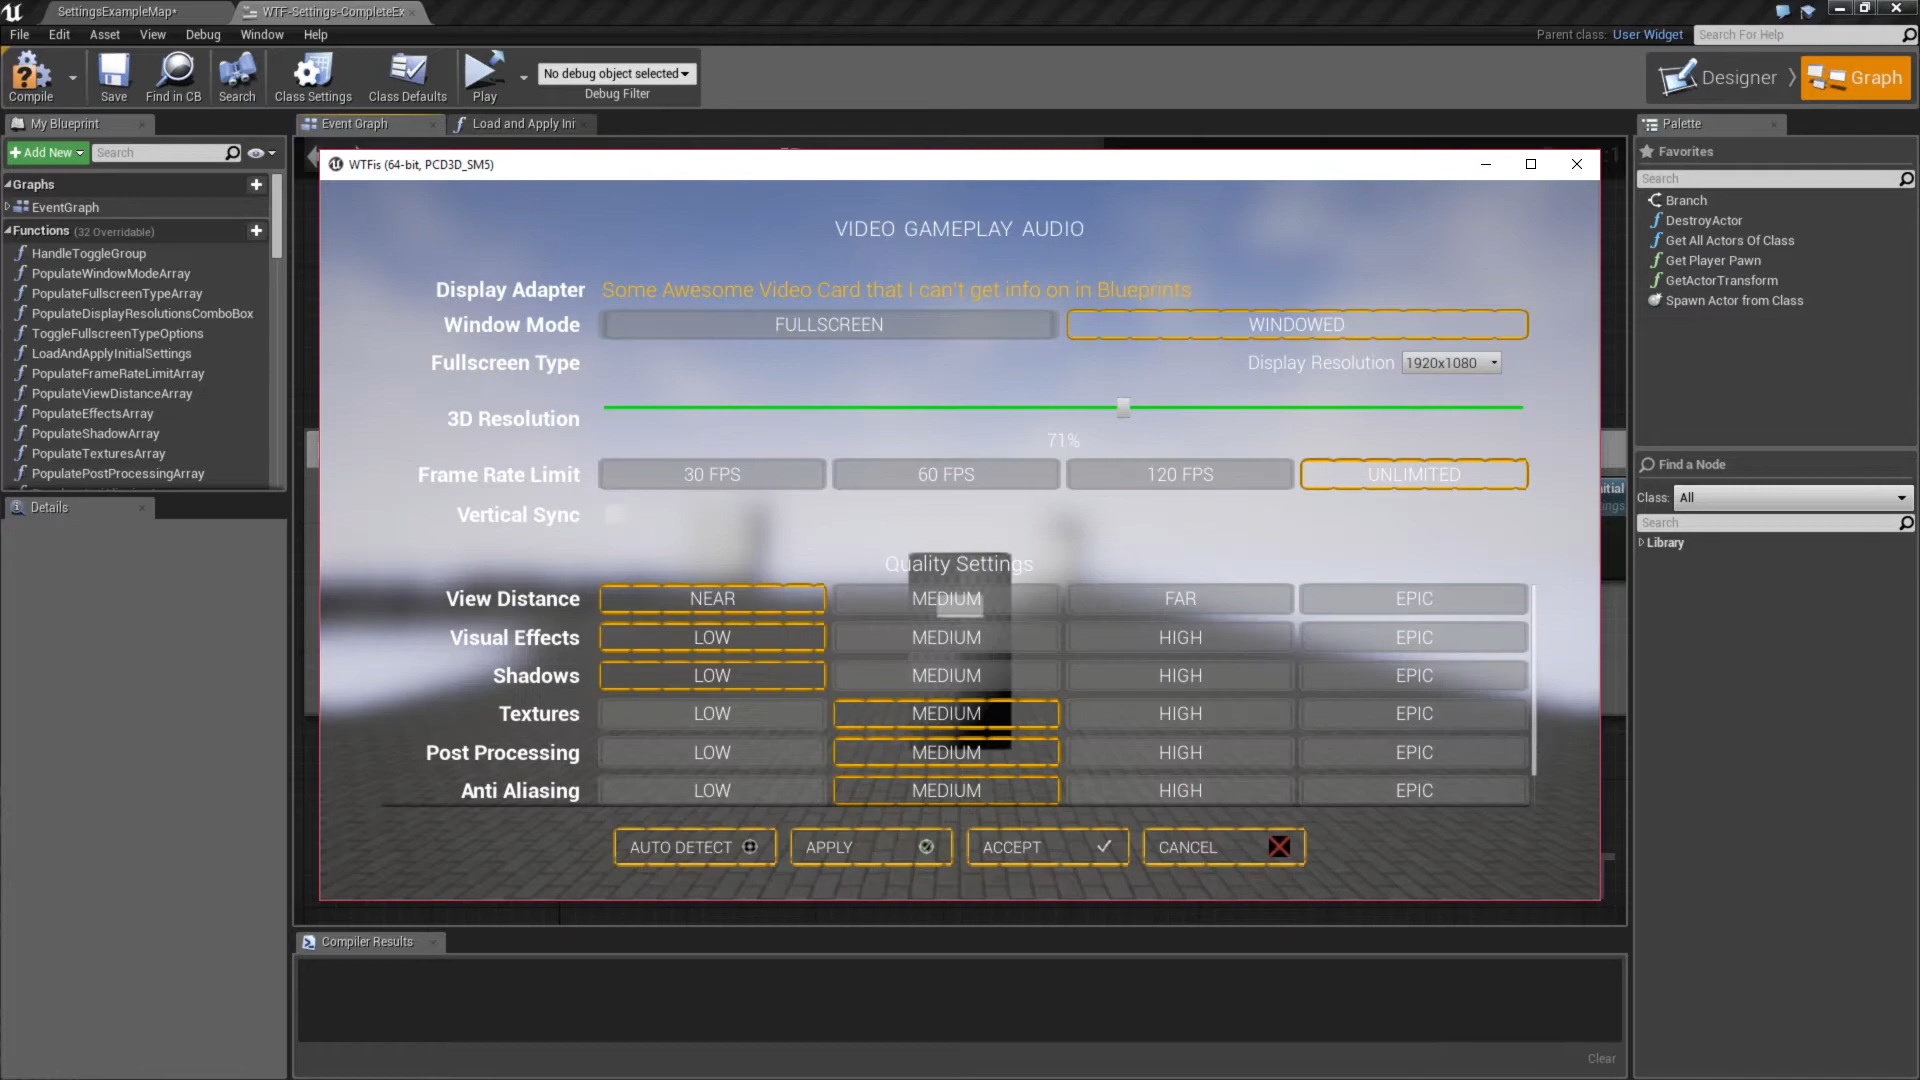 SettingsExampleMap*
WTF-Settings-CompleteEx
File Edit Asset View Debug Window Help
Parent class: User Widget
Search For Help
Compile
Save
Find in CB
Search
Class Settings
Class Defaults
Play
No debug object selected
Debug Filter
Designer
Graph
My Blueprint
Add New
Search
Graphs
EventGraph
Functions (32 Overridable)
HandleToggleGroup
PopulateWindowModeArray
PopulateFullscreenTypeArray
PopulateDisplayResolutionsComboBox
ToggleFullscreenTypeOptions
LoadAndApplyInitialSettings
PopulateFrameRateLimitArray
PopulateViewDistanceArray
PopulateEffectsArray
PopulateShadowArray
PopulateTexturesArray
PopulatePostProcessingArray
Details
Event Graph
Load and Apply Ini
WTFis (64-bit, PCD3D_SM5)
VIDEO GAMEPLAY AUDIO
Display Adapter Some Awesome Video Card that I can't get info on in Blueprints
Window Mode FULLSCREEN WINDOWED
Fullscreen Type Display Resolution 1920x1080
3D Resolution
71%
Frame Rate Limit 30 FPS 60 FPS 120 FPS UNLIMITED
Vertical Sync
Quality Settings
View Distance NEAR MEDIUM FAR EPIC
Visual Effects LOW MEDIUM HIGH EPIC
Shadows LOW MEDIUM HIGH EPIC
Textures LOW MEDIUM HIGH EPIC
Post Processing LOW MEDIUM HIGH EPIC
Anti Aliasing LOW MEDIUM HIGH EPIC
AUTO DETECT APPLY ACCEPT CANCEL
Compiler Results
Clear
Palette
Favorites
Search
Branch
DestroyActor
Get All Actors Of Class
Get Player Pawn
GetActorTransform
Spawn Actor from Class
Find a Node
Class: All
Search
Library